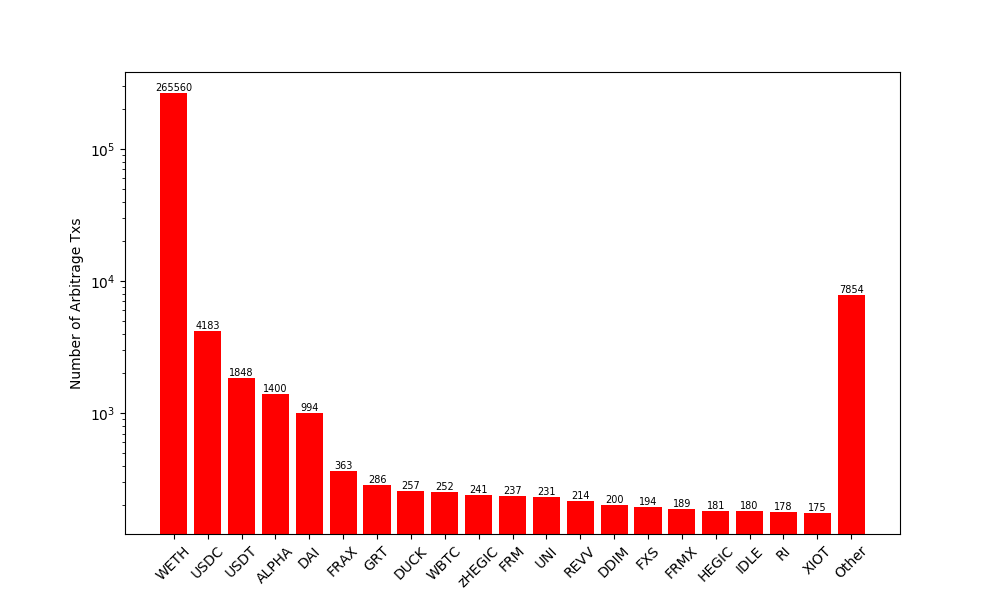 265560
10^5
Number of Arbitrage Txs
10^4
7854
4183
1848
1400
10^3
994
363
286
257
252
241
237
231
214
200
194
189
181
180
178
175
WETH
USDC
USDT
ALPHA
DAI
FRAX
GRT
DUCK
WBTC
zHEGIC
FRM
UNI
REVV
DDIM
FXS
FRMX
HEGIC
IDLE
RI
XIOT
Other